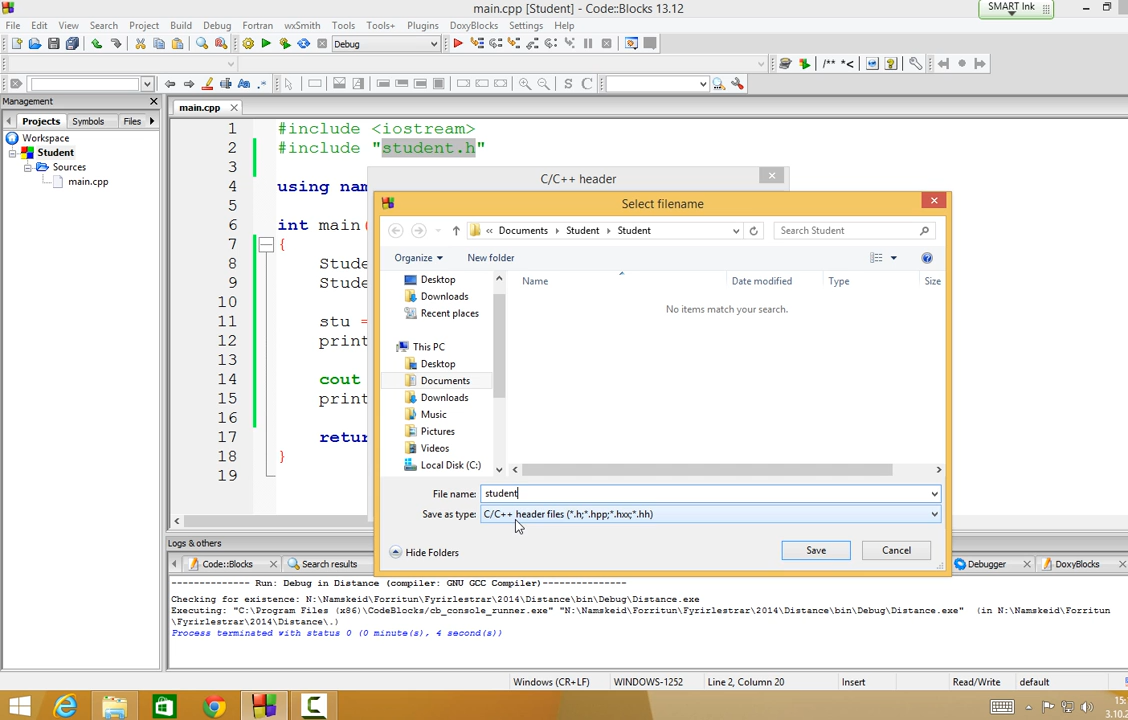 main.cpp [Student] - Code::Blocks 13.12
SMART Ink
File Edit View Search Project Build Debug Fortran wxSmith Tools Tools+ Plugins DoxyBlocks Settings Help
Debug
/** *<
S C
Management
main.cpp
Projects Symbols Files
Workspace
Student
Sources
main.cpp
1 #include <iostream>
2 #include "student.h"
3
4 using nam
5
6 int main(
7 {
8 Stude
9 Stude
10
11 stu =
12 print
13
14 cout
15 print
16
17 retur
18 }
19
C/C++ header
Select filename
« Documents Student Student
Search Student
Organize New folder
Desktop
Downloads
Recent places
This PC
Desktop
Documents
Downloads
Music
Pictures
Videos
Local Disk (C:)
Name Date modified Type Size
No items match your search.
File name: student
Save as type: C/C++ header files (*.h;*.hpp;*.hxx;*.hh)
Hide Folders
Save Cancel
Logs & others
Code::Blocks Search results Debugger DoxyBlocks
-------------- Run: Debug in Distance (compiler: GNU GCC Compiler)---------------
Checking for existence: N:\Namskeid\Forritun\Fyrirlestrar\2014\Distance\bin\Debug\Distance.exe
Executing: "C:\Program Files (x86)\CodeBlocks/cb_console_runner.exe" "N:\Namskeid\Forritun\Fyrirlestrar\2014\Distance\bin\Debug\Distance.exe" (in N:\Namskeid\Forritun
\Fyrirlestrar\2014\Distance\.)
Process terminated with status 0 (0 minute(s), 4 second(s))
Windows (CR+LF) WINDOWS-1252 Line 2, Column 20 Insert Read/Write default
15:
3.10.2